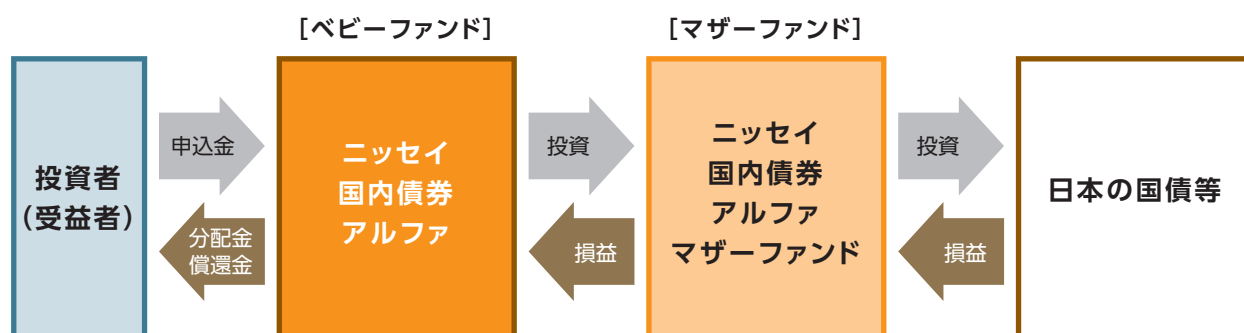 [ベビーファンド]
[マザーファンド]
投資者
(受益者)
申込金
分配金
償還金
ニッセイ
国内債券
アルファ
投資
損益
ニッセイ
国内債券
アルファ
マザーファンド
投資
損益
日本の国債等